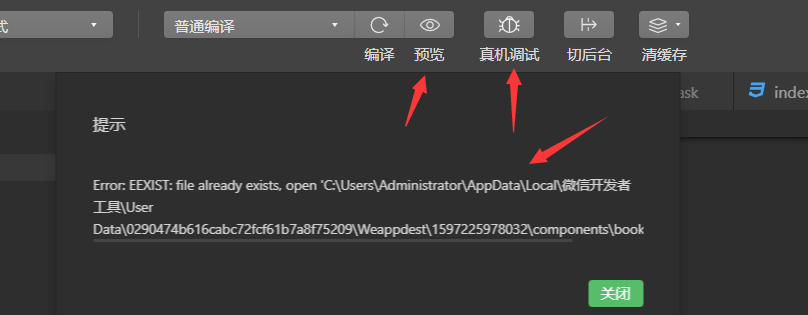 式 普通编译
编译 预览 真机调试 切后台 清缓存
ask index
提示
Error: EEXIST: file already exists, open 'C:\Users\Administrator\AppData\Local\微信开发者
工具\User
Data\0290474b616cabc72fcf61b7a8f75209\Weappdest\1597225978032\components\book
关闭